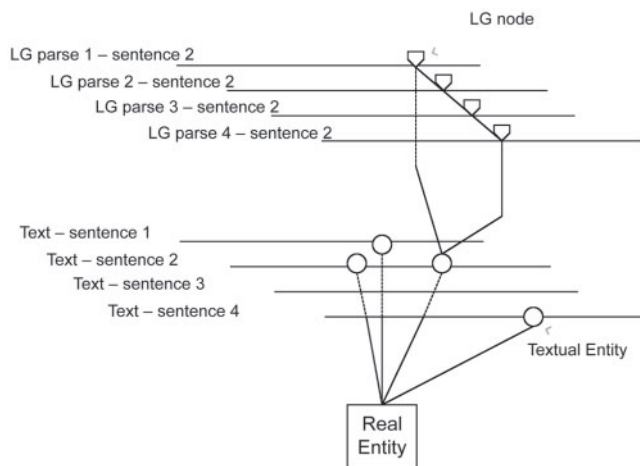 LG node
LG parse 1 – sentence 2
LG parse 2 – sentence 2
LG parse 3 – sentence 2
LG parse 4 – sentence 2
Text – sentence 1
Text – sentence 2
Text – sentence 3
Text – sentence 4
Textual Entity
Real
Entity